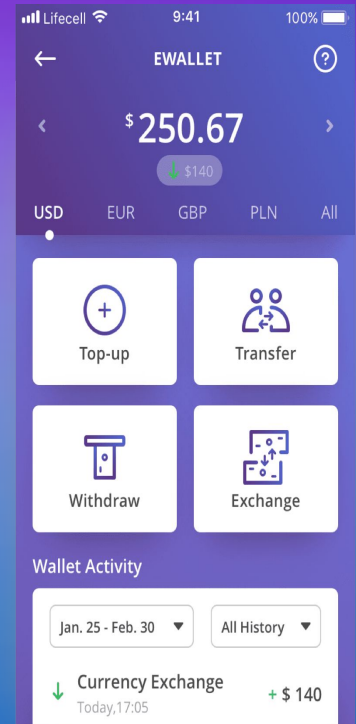 Lifecell 9:41 100%
EWALLET
$250.67
$140
USD EUR GBP PLN All
Top-up Transfer
Withdraw Exchange
Wallet Activity
Jan. 25 - Feb. 30 All History
Currency Exchange
+ $ 140
Today,17:05